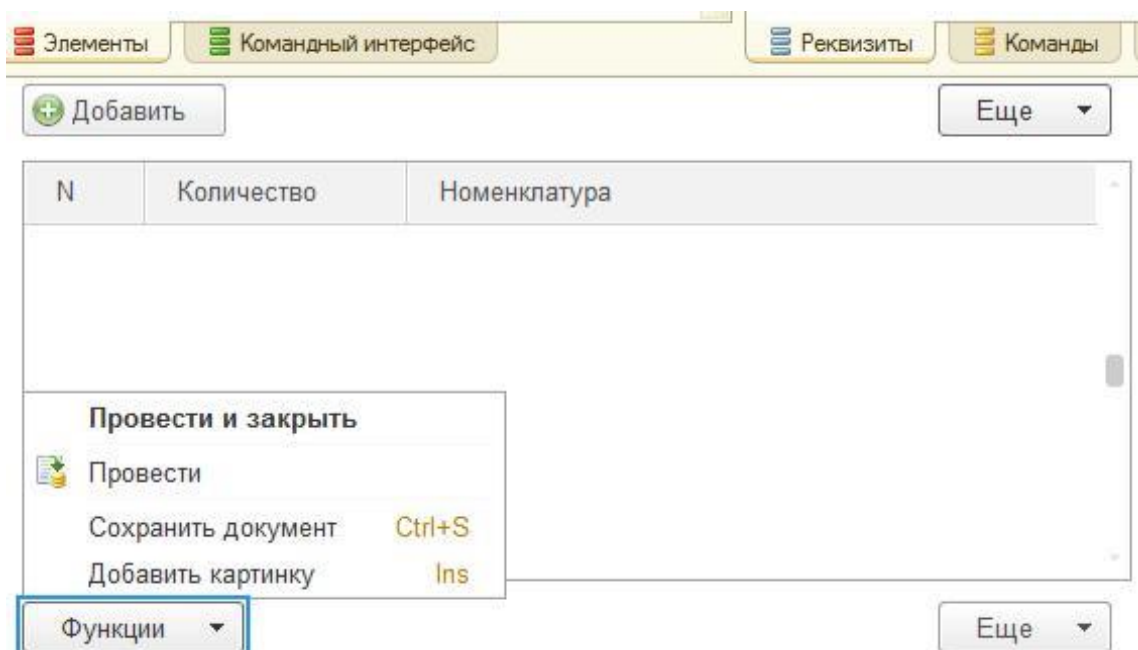 Элементы Командный интерфейс Реквизиты Команды
Добавить Еще
N Количество Номенклатура
Провести и закрыть
Провести
Сохранить документ Ctrl+S
Добавить картинку Ins
Функции Еще